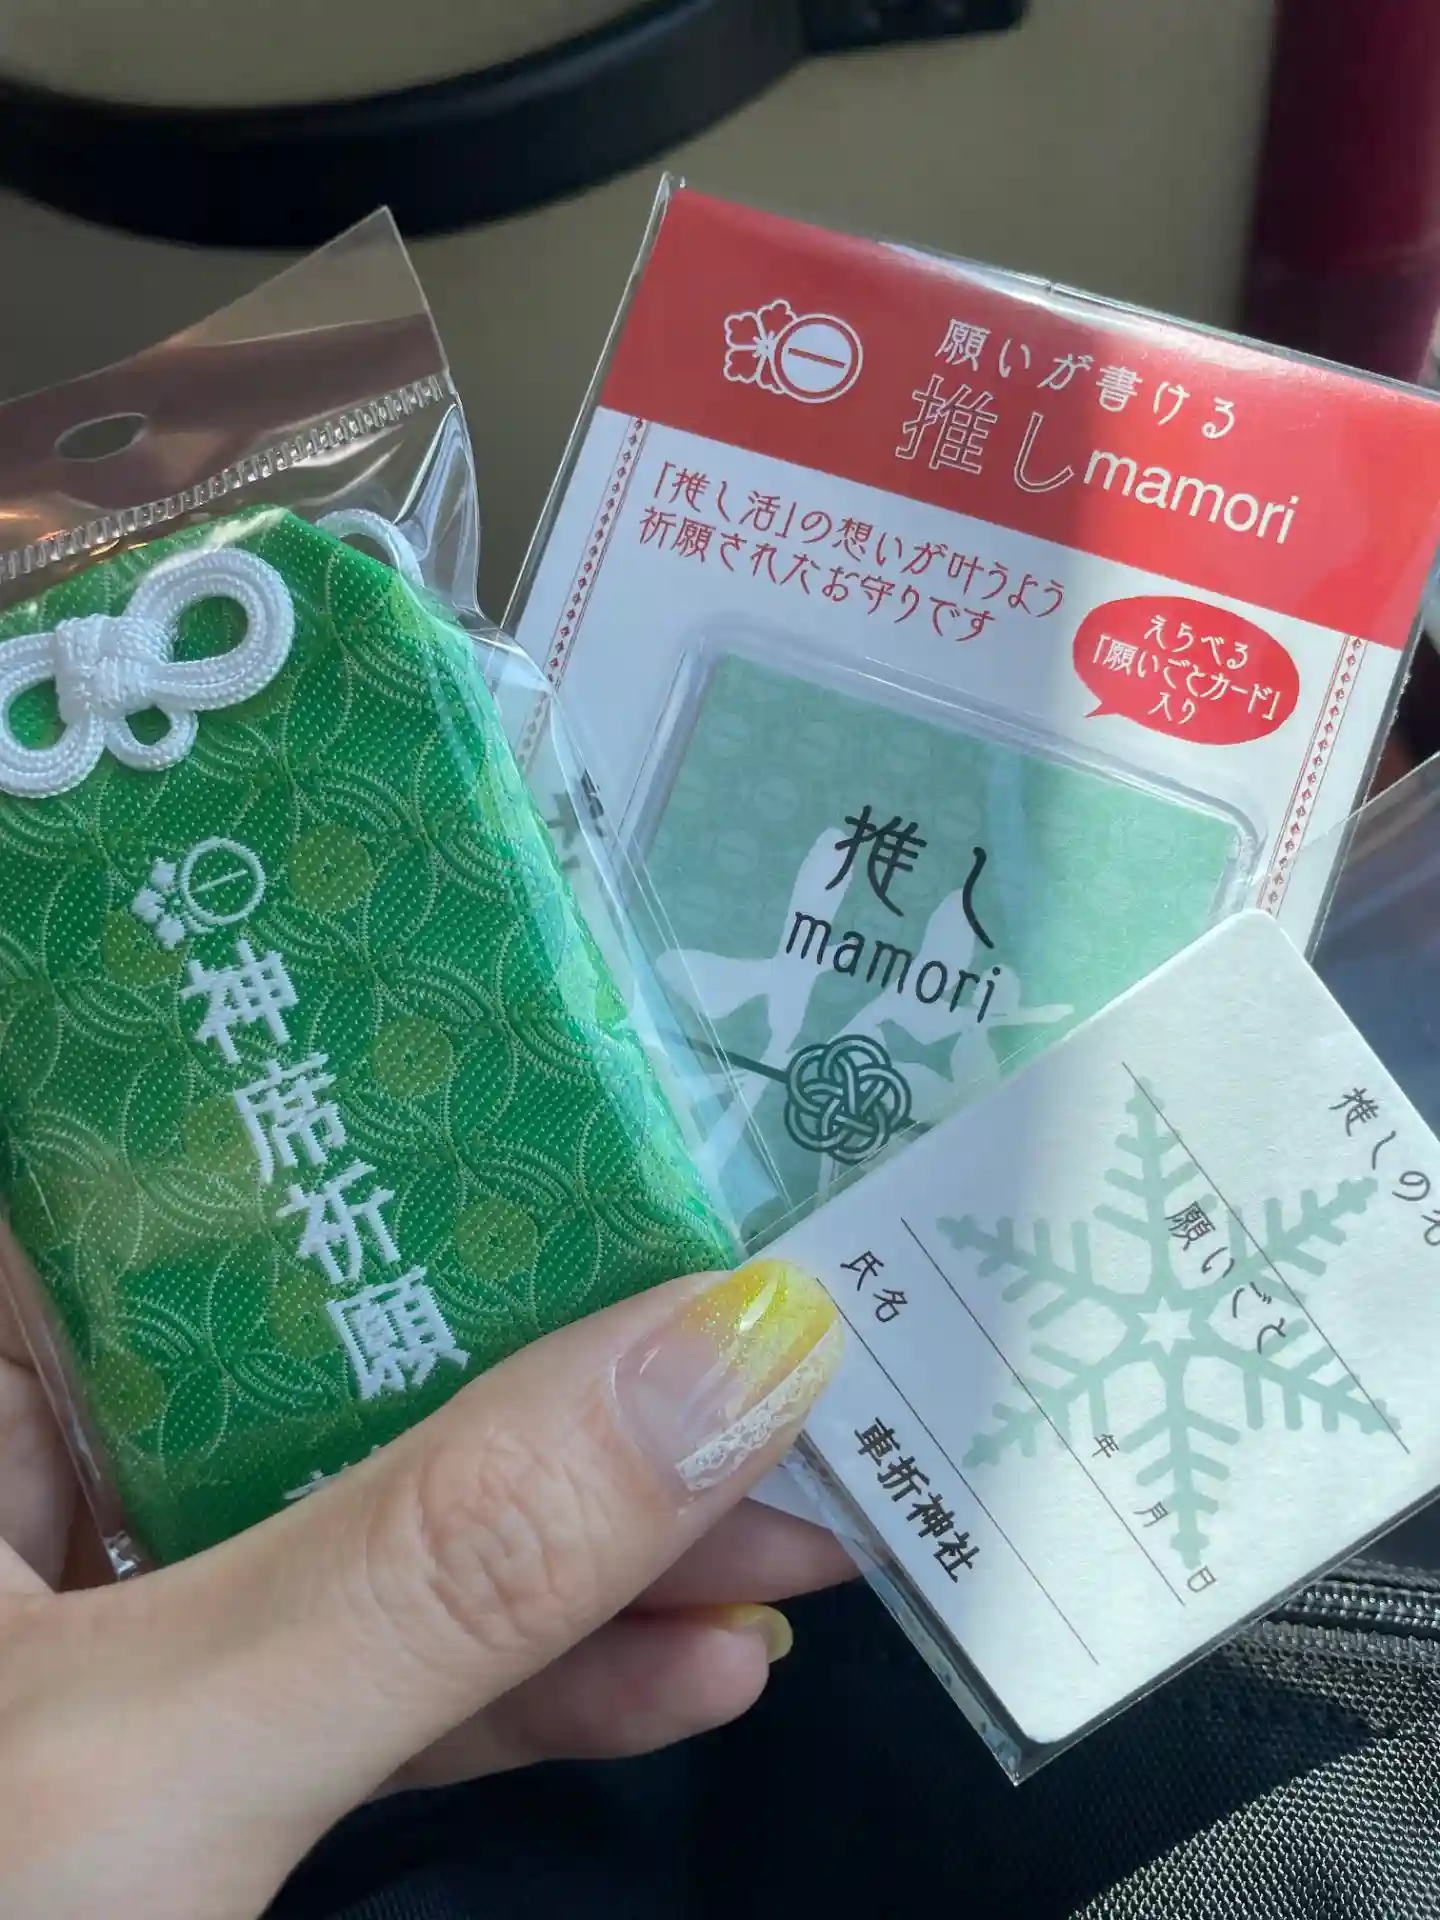 神席祈願
願いが書ける
推しmamori
「推し活」の想いが叶うよう
祈願されたお守りです
えらべる
「願いごとカード」
入り
推し
mamori
推しの
願いごと
年 月 日
氏名
車折神社